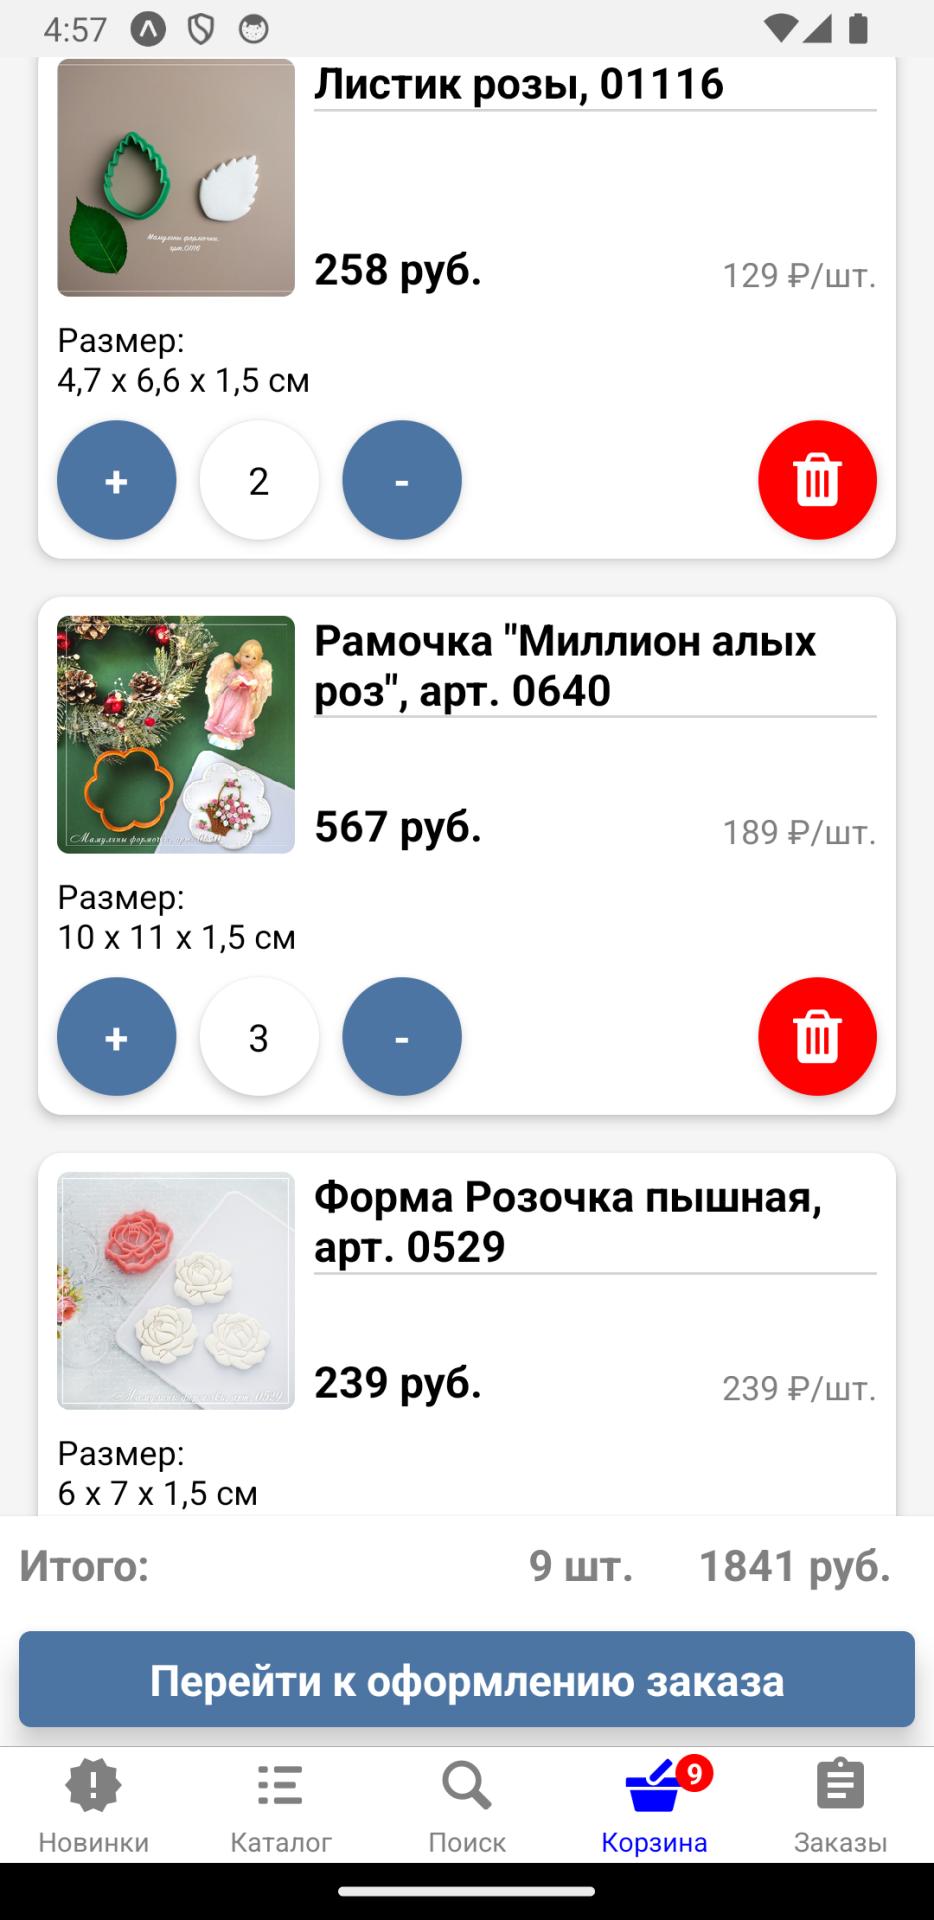 4:57
Листик розы, 01116
Мамулины формочки,
арт.0116
258 руб.
129 ₽/шт.
Размер:
4,7 x 6,6 x 1,5 см
+
2
-
Рамочка "Миллион алых
роз", арт. 0640
Мамулины формочки, арт.
567 руб.
189 ₽/шт.
Размер:
10 x 11 x 1,5 см
+
3
-
Форма Розочка пышная,
арт. 0529
Мамулины формочки, арт. 0529
239 руб.
239 ₽/шт.
Размер:
6 x 7 x 1,5 см
Итого:
9 шт.
1841 руб.
Перейти к оформлению заказа
9
Новинки
Каталог
Поиск
Корзина
Заказы